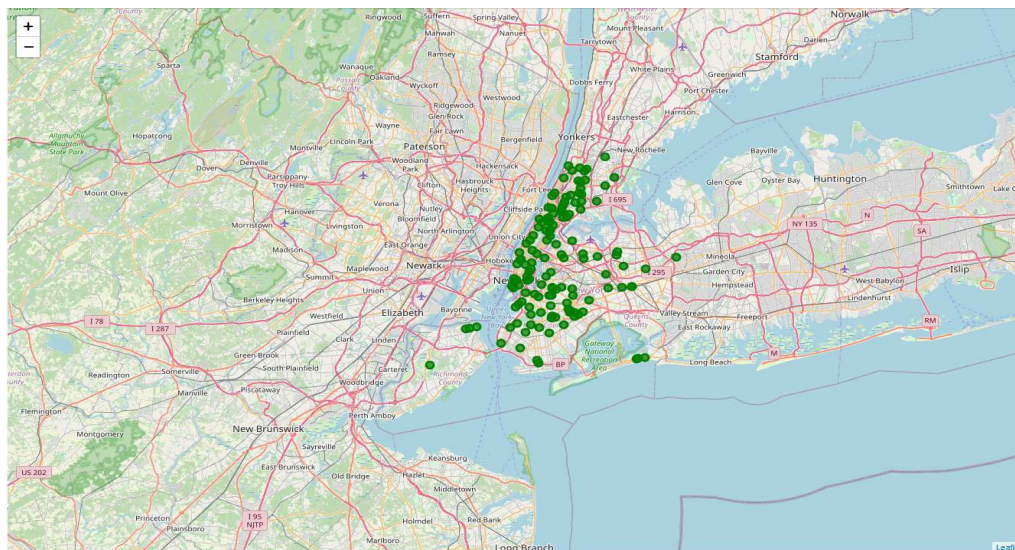 +
−
Ringwood
Suffern
Spring Valley
Nanuet
Mount Pleasant
Norwalk
Mahwah
Tarrytown
Darien
Sparta
Ramsey
White Plains
Stamford
Wanaque
Oakland
Wyckoff
Dobbs Ferry
Greenwich
Port Chester
Ridgewood
Westwood
Eastchester
Harrison
Glen Rock
Wayne
Fair Lawn
Allamuchy
Mountain
State Park
Hopatcong
Montville
Lincoln Park
Bergenfield
Yonkers
Paterson
New Rochelle
Bayville
Denville
Woodland
Park
Hackensack
Dover
Parsippany-
Troy Hills
Clifton
Hasbrouck
Heights
Glen Cove
Oyster Bay
Huntington
Smithtown
Mount Olive
Verona
Nutley
Fort Lee
I 695
Hanover
Bloomfield
Cliffside Park
Morristown
Livingston
North Arlington
Union City
NY 135
N
SA
Madison
East Orange
Hoboken
Mineola
Summit
Maplewood
Newark
I 295
Garden City
Islip
Hempstead
West Babylon
Berkeley Heights
Union
Lindenhurst
Elizabeth
Bayonne
Queens
County
Valley Stream
Freeport
RM
I 78
I 287
Plainfield
Westfield
Clark
Linden
East Rockaway
M
Green Brook
Gateway
National
Recreation
Area
Long Beach
BP
Readington
Somerville
South Plainfield
Carteret
Richmond
County
Manville
Piscataway
Woodbridge
Flemington
Perth Amboy
Montgomery
New Brunswick
Sayreville
US 202
East Brunswick
Keansburg
Old Bridge
Hazlet
Middletown
Princeton
Plainsboro
I 95
NJTP
Holmdel
Red Bank
Marlboro
Long Branch
Leafl